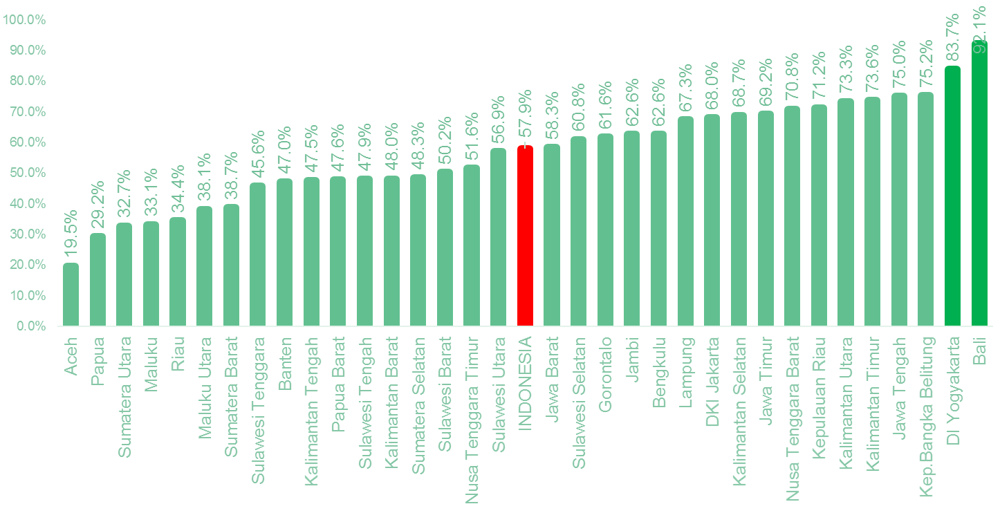 100.0%
90.0%
80.0%
70.0%
60.0%
50.0%
40.0%
30.0%
20.0%
10.0%
0.0%
19.5%
29.2%
32.7%
33.1%
34.4%
38.1%
38.7%
45.6%
47.0%
47.5%
47.6%
47.9%
48.0%
48.3%
50.2%
51.6%
56.9%
57.9%
58.3%
60.8%
61.6%
62.6%
62.6%
67.3%
68.0%
68.7%
69.2%
70.8%
71.2%
73.3%
73.6%
75.0%
75.2%
83.7%
92.1%
Aceh
Papua
Sumatera Utara
Maluku
Riau
Maluku Utara
Sumatera Barat
Sulawesi Tenggara
Banten
Kalimantan Tengah
Papua Barat
Sulawesi Tengah
Kalimantan Barat
Sumatera Selatan
Sulawesi Barat
Nusa Tenggara Timur
Sulawesi Utara
INDONESIA
Jawa Barat
Sulawesi Selatan
Gorontalo
Jambi
Bengkulu
Lampung
DKI Jakarta
Kalimantan Selatan
Jawa Timur
Nusa Tenggara Barat
Kepulauan Riau
Kalimantan Utara
Kalimantan Timur
Jawa Tengah
Kep.Bangka Belitung
DI Yogyakarta
Bali